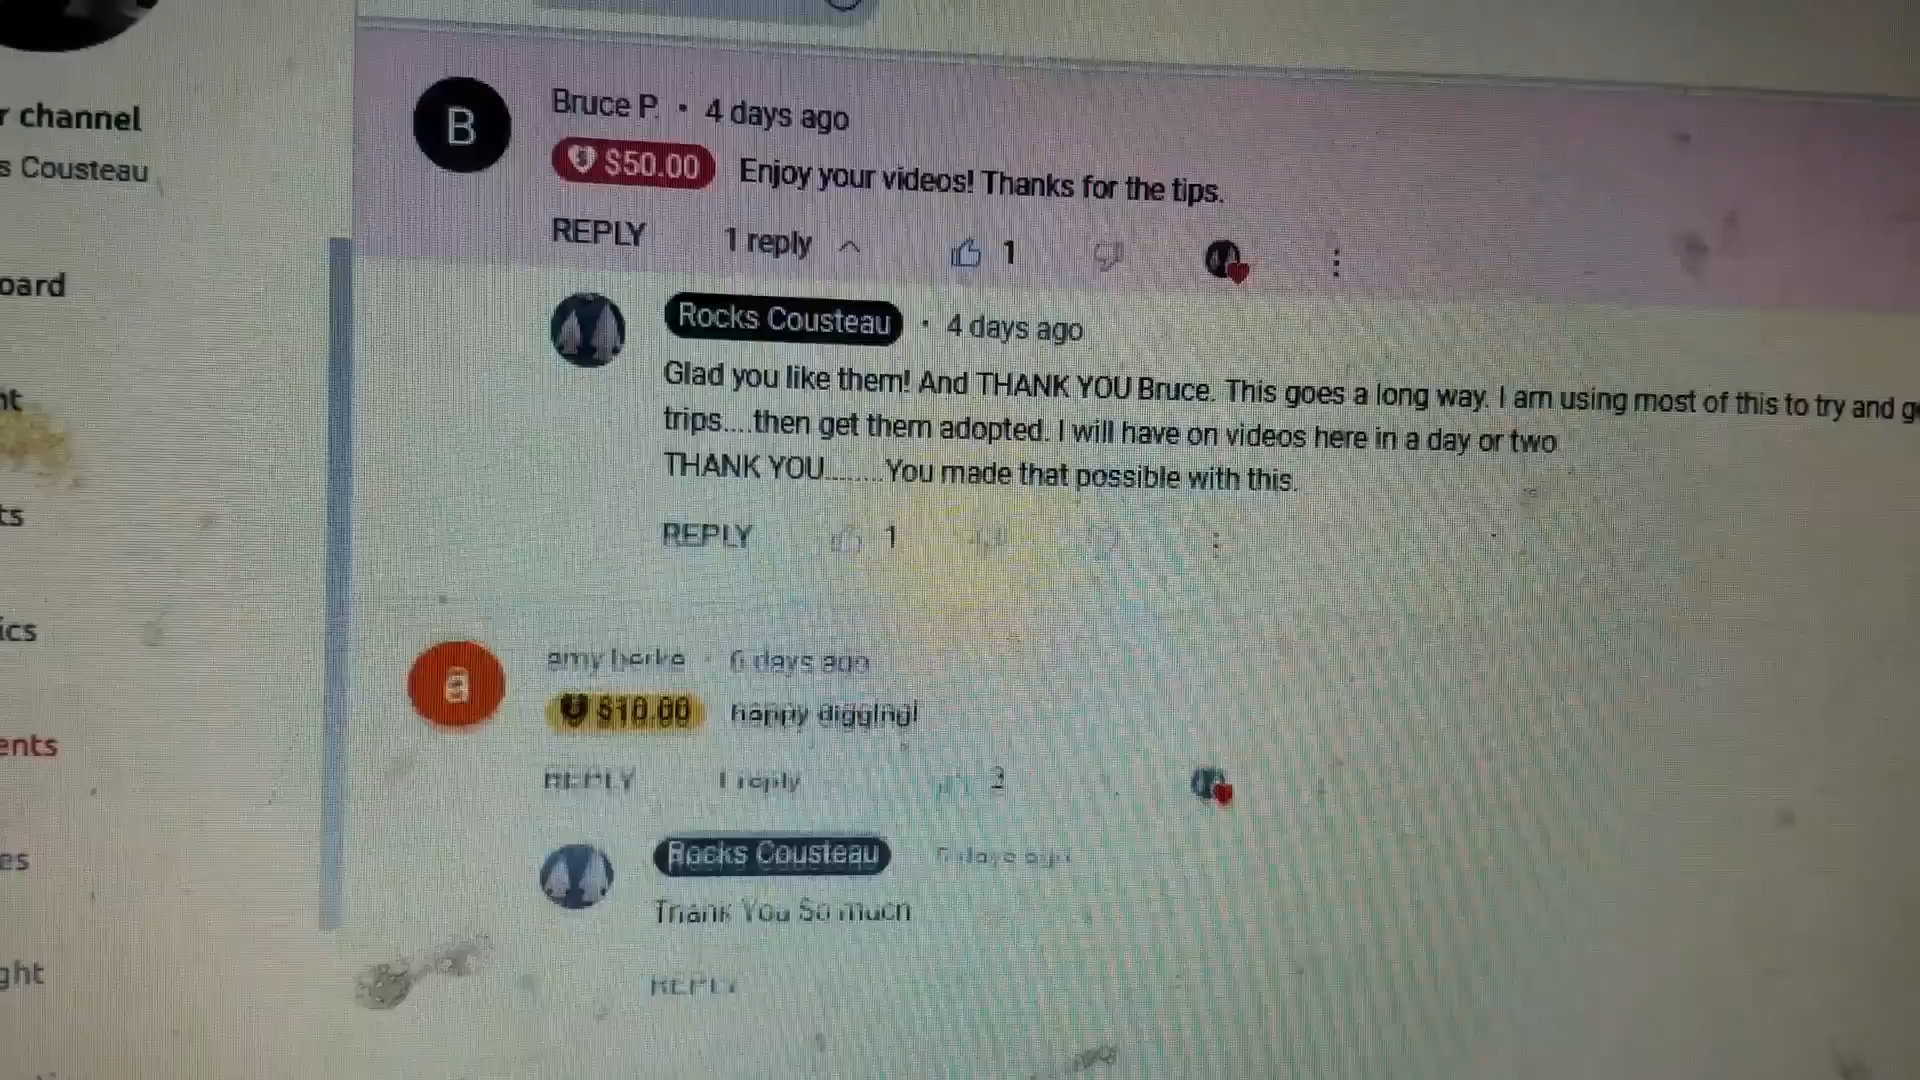 r channel
s Cousteau
oard
nt
ts
ics
ents
es
ght
B
Bruce P. · 4 days ago
$50.00 Enjoy your videos! Thanks for the tips.
REPLY 1 reply 1
Rocks Cousteau · 4 days ago
Glad you like them! And THANK YOU Bruce. This goes a long way. I am using most of this to try and g
trips....then get them adopted. I will have on videos here in a day or two
THANK YOU........You made that possible with this.
REPLY 1
a
amy · 6 days ago
$10.00 happy digging!
REPLY 1 reply
Rocks Cousteau days ago
Thank You So much
REPLY